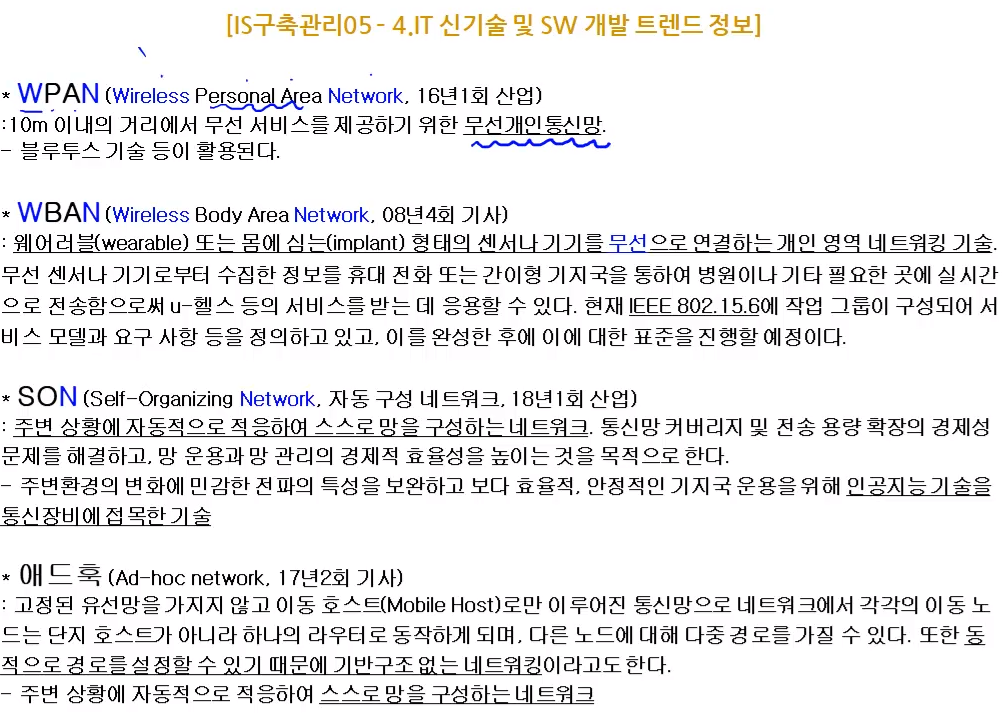 [IS구축관리05 - 4.IT 신기술 및 SW 개발 트렌드 정보]
* WPAN (Wireless Personal Area Network, 16년1회 산업)
:10m 이내의 거리에서 무선 서비스를 제공하기 위한 무선개인통신망.
- 블루투스 기술 등이 활용된다.
* WBAN (Wireless Body Area Network, 08년4회 기사)
: 웨어러블(wearable) 또는 몸에 심는(implant) 형태의 센서나 기기를 무선으로 연결하는 개인 영역 네트워킹 기술.
무선 센서나 기기로부터 수집한 정보를 휴대 전화 또는 간이형 기지국을 통하여 병원이나 기타 필요한 곳에 실시간
으로 전송함으로써 u-헬스 등의 서비스를 받는 데 응용할 수 있다. 현재 IEEE 802.15.6에 작업 그룹이 구성되어 서
비스 모델과 요구 사항 등을 정의하고 있고, 이를 완성한 후에 이에 대한 표준을 진행할 예정이다.
* SON (Self-Organizing Network, 자동 구성 네트워크, 18년1회 산업)
: 주변 상황에 자동적으로 적응하여 스스로 망을 구성하는 네트워크. 통신망 커버리지 및 전송 용량 확장의 경제성
문제를 해결하고, 망 운용과 망 관리의 경제적 효율성을 높이는 것을 목적으로 한다.
- 주변환경의 변화에 민감한 전파의 특성을 보완하고 보다 효율적, 안정적인 기지국 운용을 위해 인공지능 기술을
통신장비에 접목한 기술
* 애드혹 (Ad-hoc network, 17년2회 기사)
: 고정된 유선망을 가지지 않고 이동 호스트(Mobile Host)로만 이루어진 통신망으로 네트워크에서 각각의 이동 노
드는 단지 호스트가 아니라 하나의 라우터로 동작하게 되며, 다른 노드에 대해 다중 경로를 가질 수 있다. 또한 동
적으로 경로를 설정할 수 있기 때문에 기반구조 없는 네트워킹이라고도 한다.
- 주변 상황에 자동적으로 적응하여 스스로 망을 구성하는 네트워크